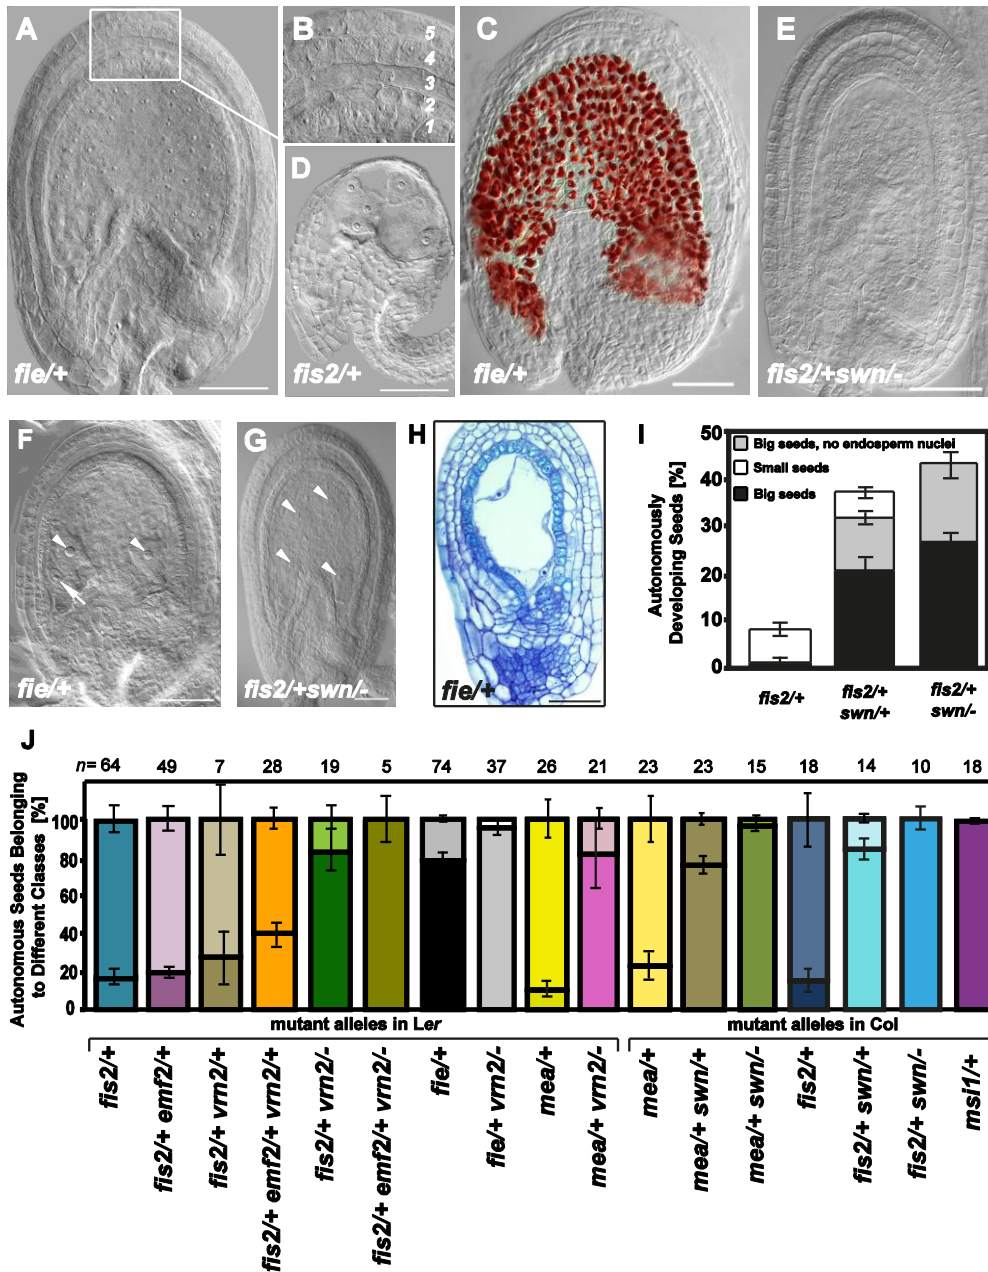 A
B
C
D
E
5
4
3
2
1
fie/+
fis2/+
fie/+
fis2/+swn/-
F
G
H
I
fie/+
fis2/+swn/-
fie/+
Autonomously
Developing Seeds [%]
50
40
30
20
10
0
Big seeds, no endosperm nuclei
Small seeds
Big seeds
fis2/+
fis2/+
swn/+
fis2/+
swn/-
J
n= 64 49 7 28 19 5 74 37 26 21 23 23 15 18 14 10 18
Autonomous Seeds Belonging
to Different Classes [%]
100
80
60
40
20
0
mutant alleles in Ler
mutant alleles in Col
fis2/+
fis2/+ emf2/+
fis2/+ vrn2/+
fis2/+ emf2/+ vrn2/+
fis2/+ vrn2/-
fis2/+ emf2/+ vrn2/-
fie/+
fie/+ vrn2/-
mea/+
mea/+ vrn2/-
mea/+
mea/+ swn/+
mea/+ swn/-
fis2/+
fis2/+ swn/+
fis2/+ swn/-
msi1/+